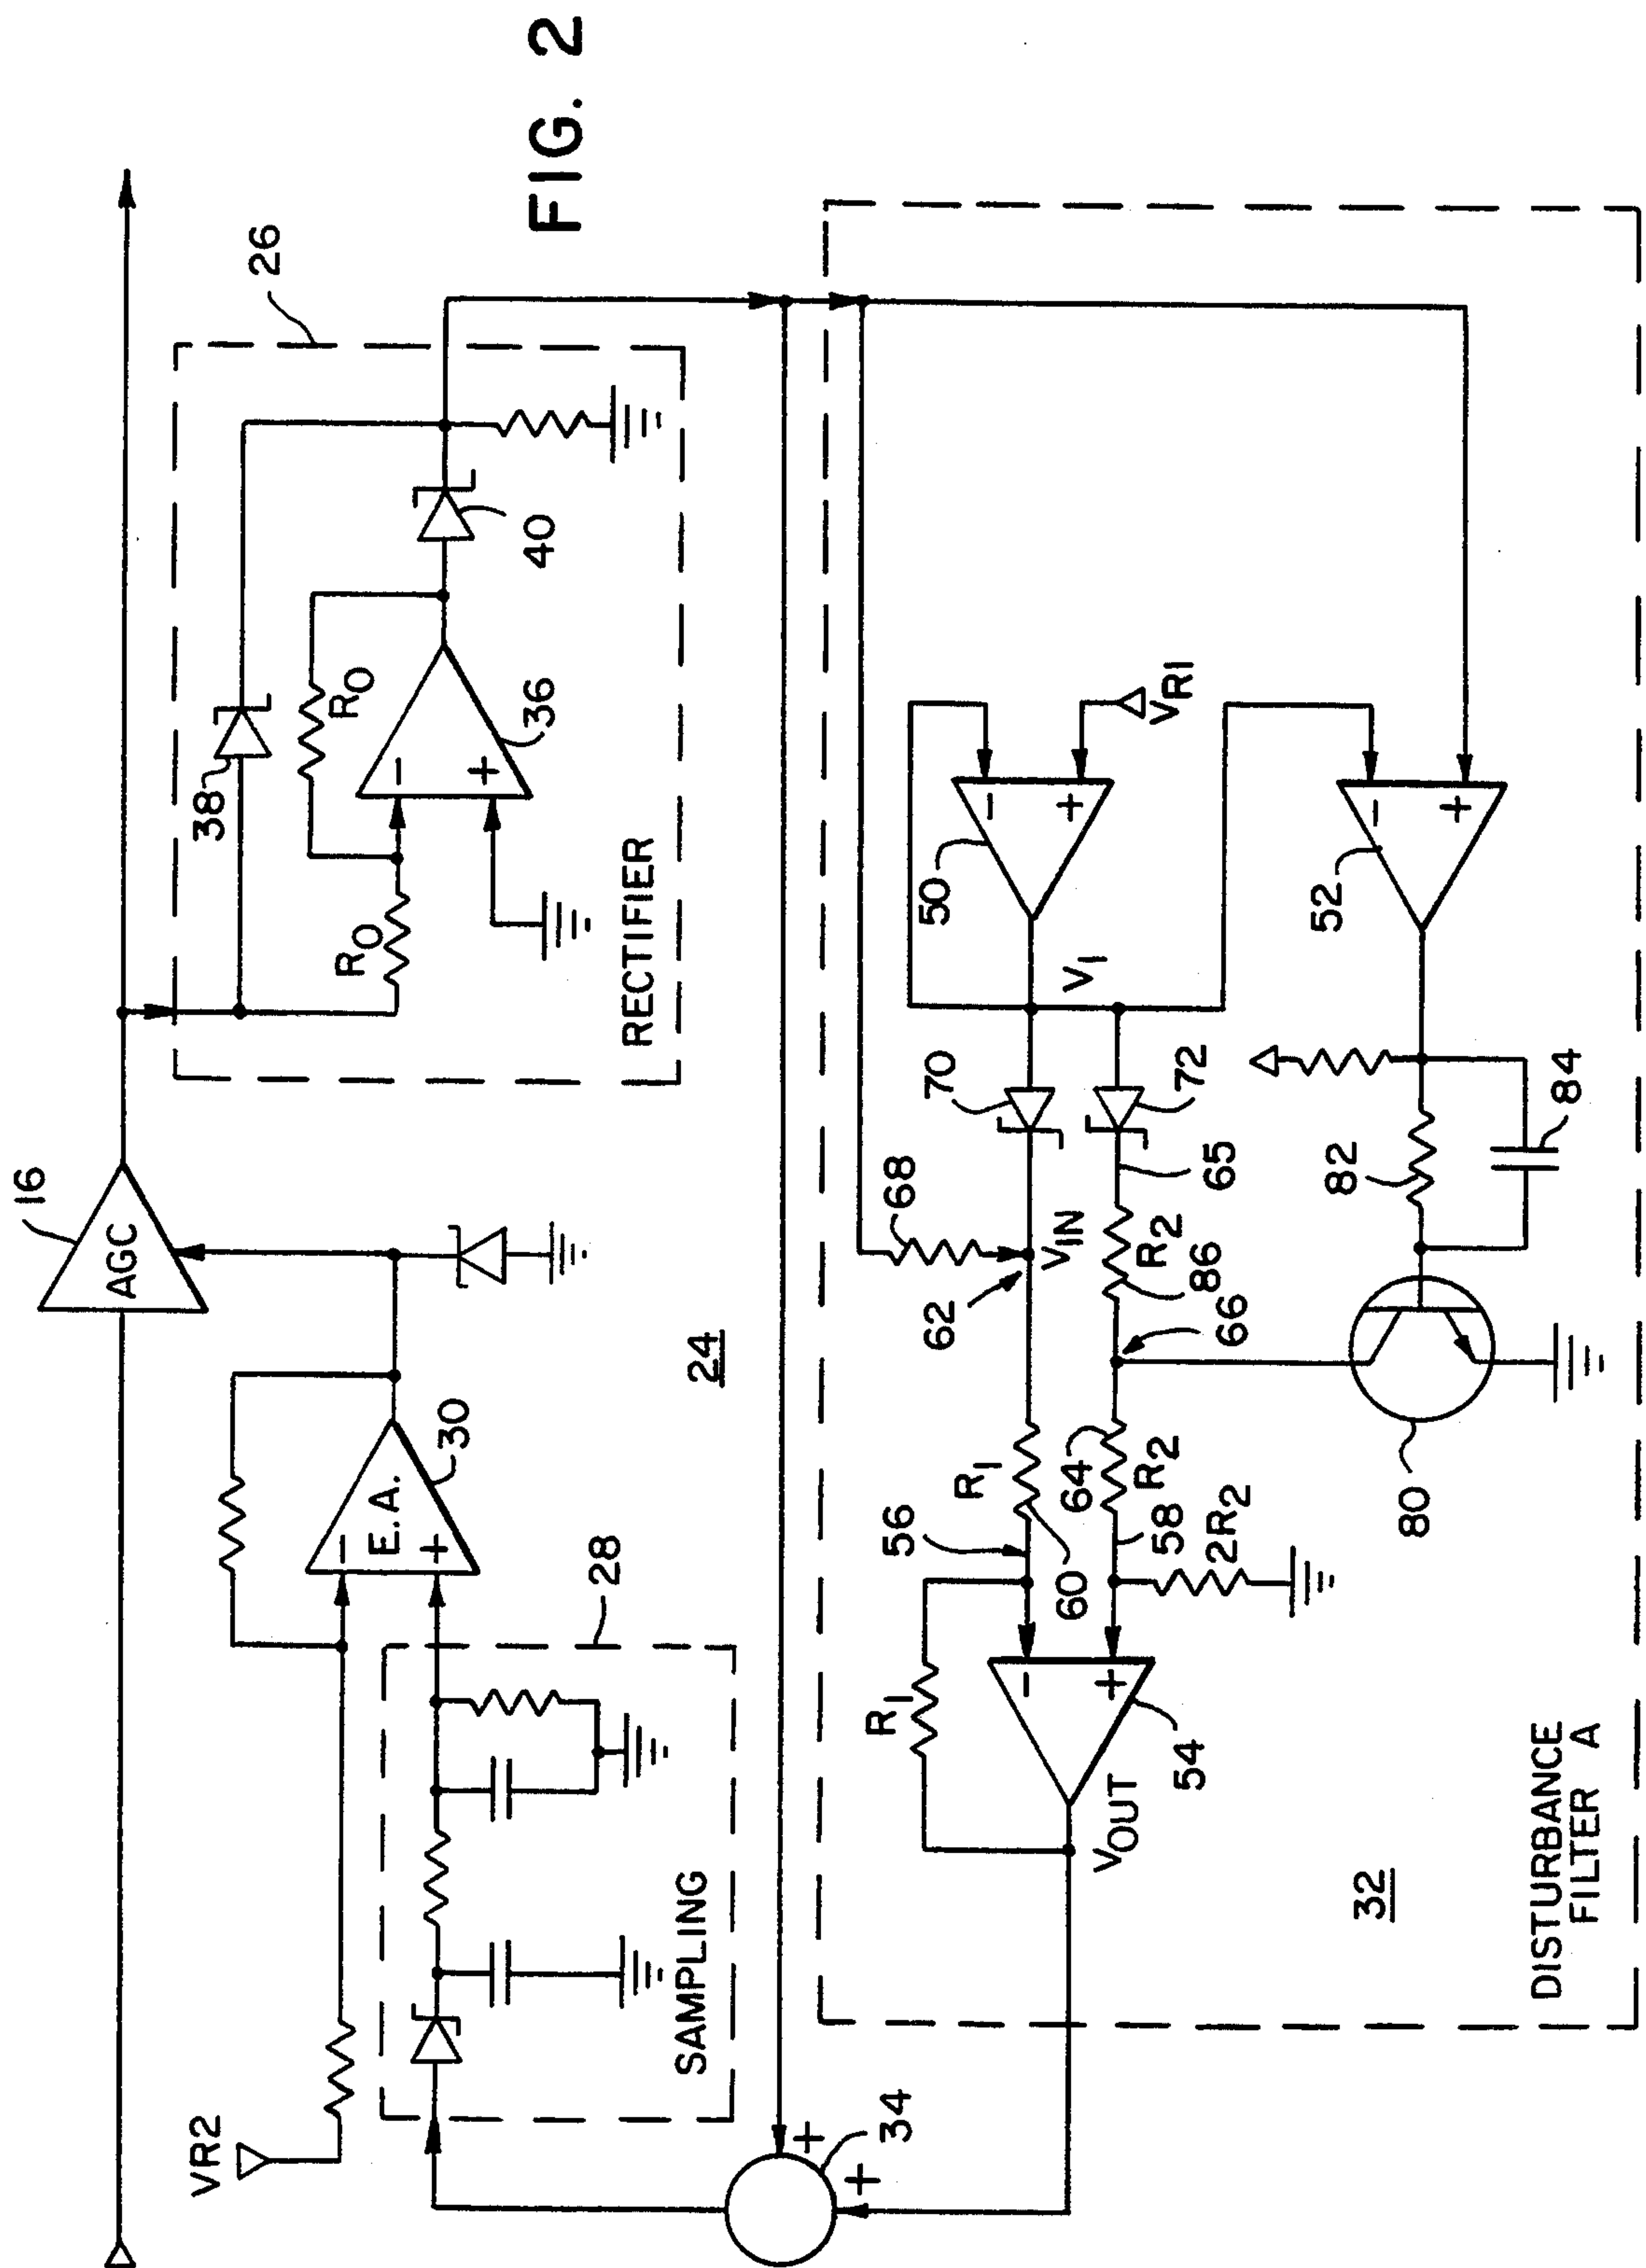 FIG. 2
16
AGC
26
38
R0
R0
-
+
36
40
RECTIFIER
VR2
-
E.A.
+
30
24
28
SAMPLING
34
+
+
50
-
+
VR1
V1
52
-
+
70
72
68
65
VIN
62
R2
86
66
82
84
80
R1
56
60
64
R2
58
2R2
R1
-
+
54
VOUT
32
DISTURBANCE
FILTER A